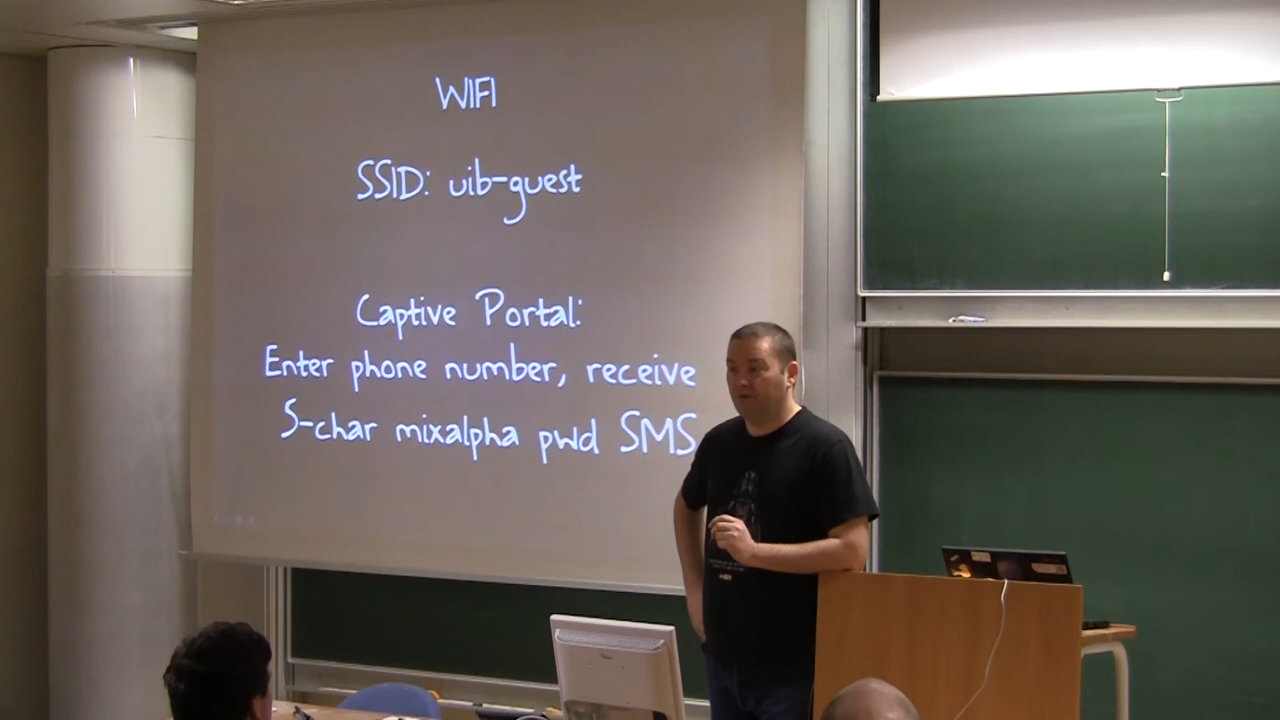 WIFI
SSID: uib-guest
Captive Portal:
Enter phone number, receive
5-char mixalpha pwd SMS